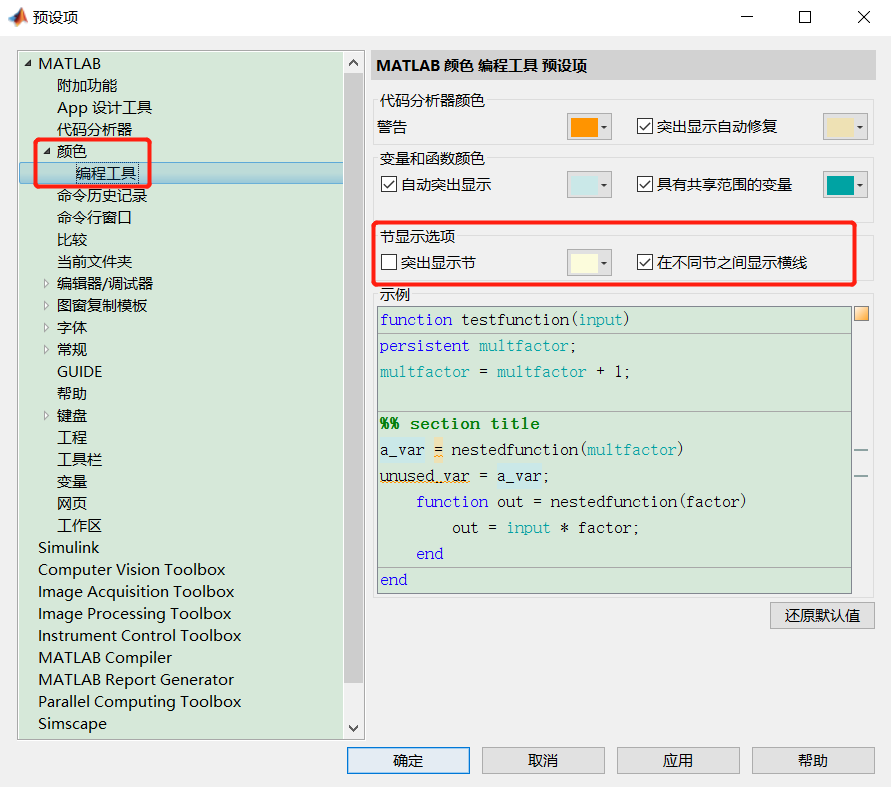 预设项
MATLAB
附加功能
App 设计工具
代码分析器
颜色
编程工具
命令历史记录
命令行窗口
比较
当前文件夹
编辑器/调试器
图窗复制模板
字体
常规
GUIDE
帮助
键盘
工程
工具栏
变量
网页
工作区
Simulink
Computer Vision Toolbox
Image Acquisition Toolbox
Image Processing Toolbox
Instrument Control Toolbox
MATLAB Compiler
MATLAB Report Generator
Parallel Computing Toolbox
Simscape
MATLAB 颜色 编程工具 预设项
代码分析器颜色
警告 突出显示自动修复
变量和函数颜色
自动突出显示 具有共享范围的变量
节显示选项
突出显示节 在不同节之间显示横线
示例
function testfunction(input)
persistent multfactor;
multfactor = multfactor + 1;
%% section title
a_var = nestedfunction(multfactor)
unused_var = a_var;
function out = nestedfunction(factor)
out = input * factor;
end
end
还原默认值
确定 取消 应用 帮助